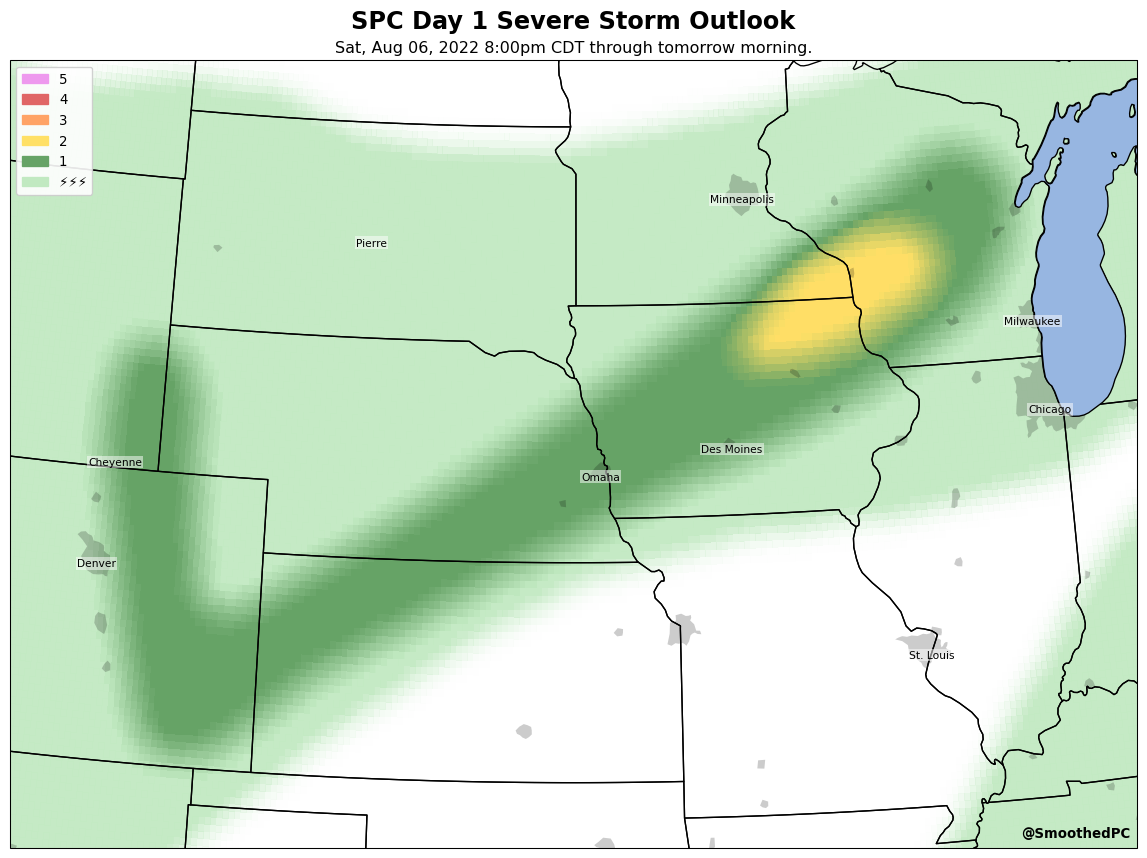 SPC Day 1 Severe Storm Outlook
Sat, Aug 06, 2022 8:00pm CDT through tomorrow morning.
5
4
3
2
1
⚡⚡⚡
Minneapolis
Pierre
Milwaukee
Chicago
Des Moines
Cheyenne
Omaha
Denver
St. Louis
@SmoothedPC